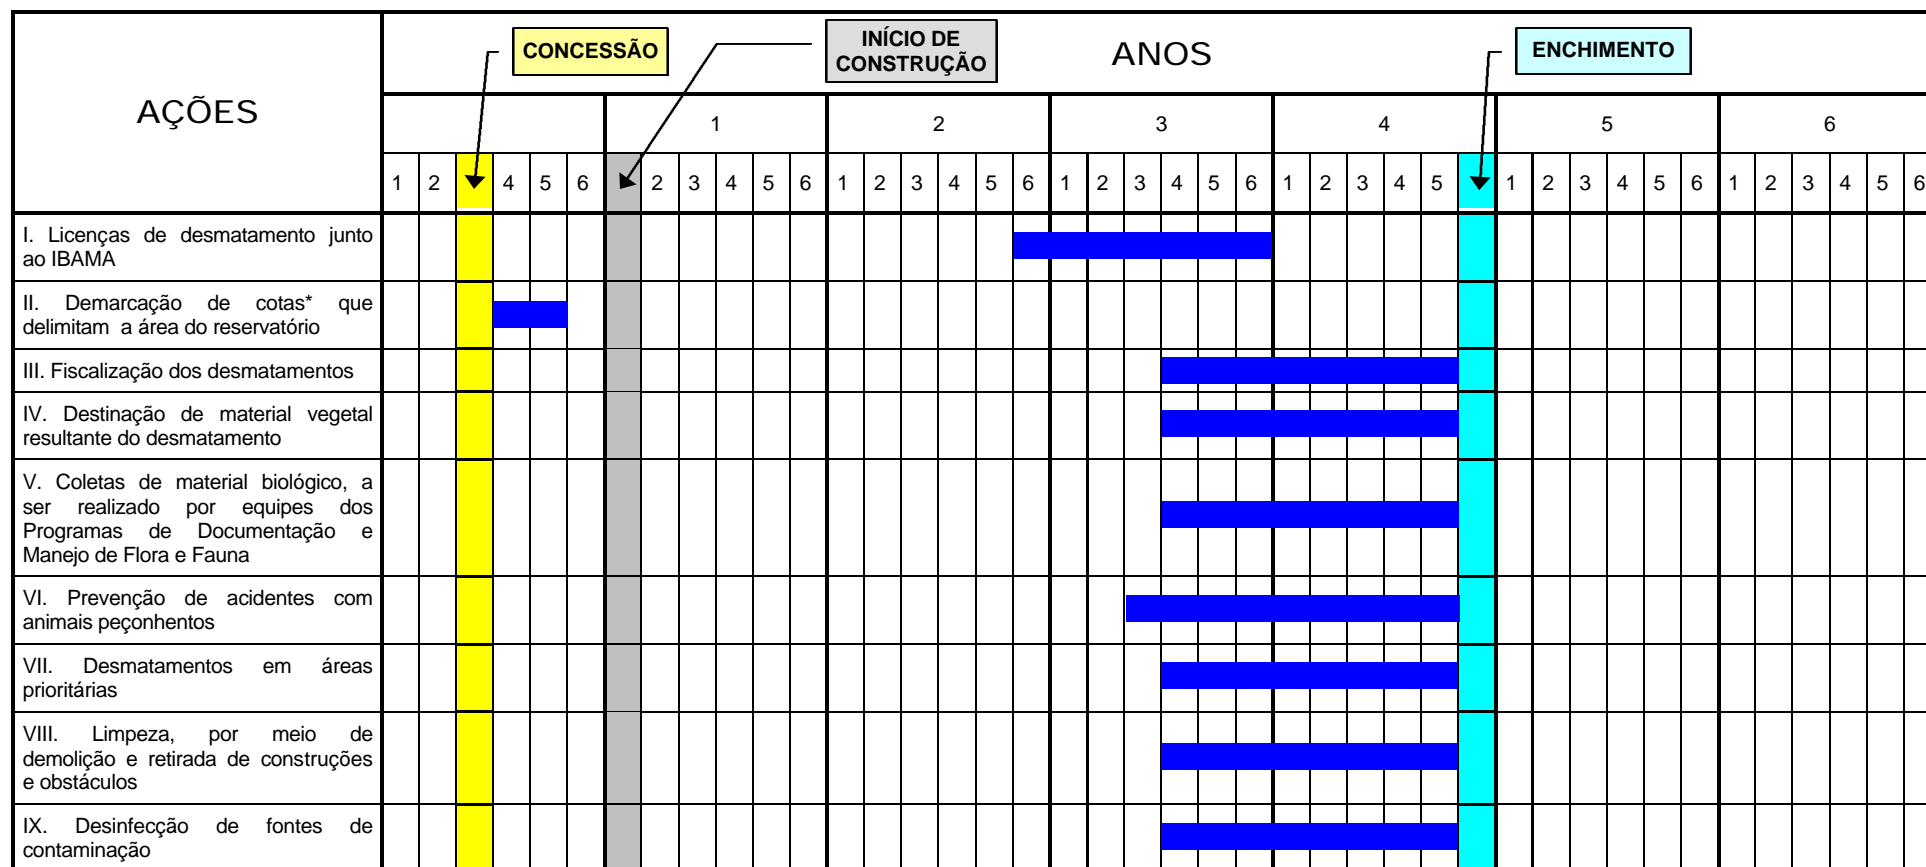 CONCESSÃO
INÍCIO DE
CONSTRUÇÃO
ANOS
ENCHIMENTO
AÇÕES
1 2 3 4 5 6
1 2 4 5 6 2 3 4 5 6 1 2 3 4 5 6 1 2 3 4 5 6 1 2 3 4 5 1 2 3 4 5 6 1 2 3 4 5 6
I. Licenças de desmatamento junto
ao IBAMA
II. Demarcação de cotas* que
delimitam a área do reservatório
III. Fiscalização dos desmatamentos
IV. Destinação de material vegetal
resultante do desmatamento
V. Coletas de material biológico, a
ser realizado por equipes dos
Programas de Documentação e
Manejo de Flora e Fauna
VI. Prevenção de acidentes com
animais peçonhentos
VII. Desmatamentos em áreas
prioritárias
VIII. Limpeza, por meio de
demolição e retirada de construções
e obstáculos
IX. Desinfecção de fontes de
contaminação